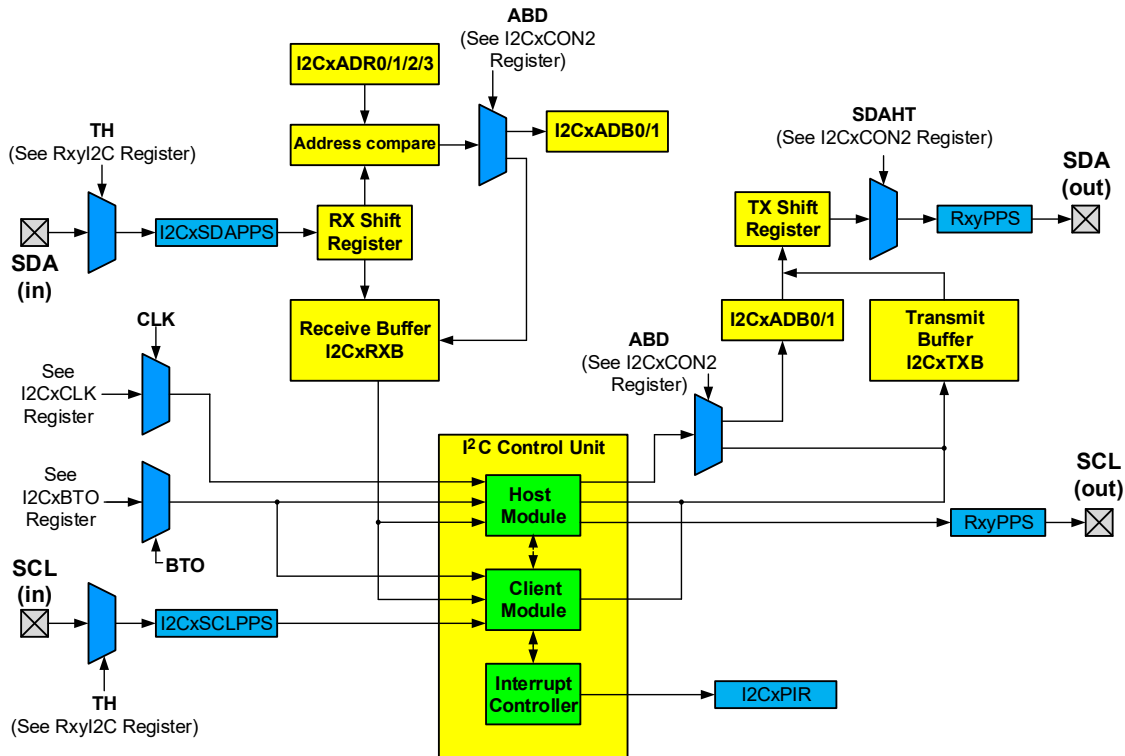 ABD
(See I2CxCON2
Register)
I2CxADR0/1/2/3
TH
(See RxyI2C Register)
Address compare
I2CxADB0/1
SDAHT
(See I2CxCON2 Register)
SDA
(out)
I2CxSDAPPS
RX Shift
Register
TX Shift
Register
RxyPPS
SDA
(in)
CLK
Receive Buffer
I2CxRXB
I2CxADB0/1
Transmit
Buffer
I2CxTXB
ABD
(See I2CxCON2
Register)
See
I2CxCLK
Register
I²C Control Unit
See
I2CxBTO
Register
Host
Module
SCL
(out)
RxyPPS
BTO
SCL
(in)
Client
Module
I2CxSCLPPS
Interrupt
Controller
I2CxPIR
TH
(See RxyI2C Register)